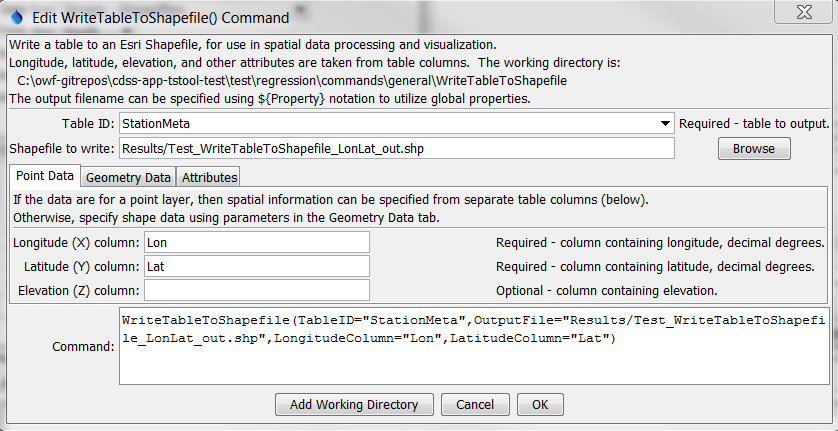 Edit WriteTableToShapefile() Command
Write a table to an Esri Shapefile, for use in spatial data processing and visualization.
Longitude, latitude, elevation, and other attributes are taken from table columns.  The working directory is:
C:\owf-gitrepos\cdss-app-tstool-test\test\regression\commands\general\WriteTableToShapefile
The output filename can be specified using ${Property} notation to utilize global properties.
Table ID: StationMeta Required - table to output.
Shapefile to write: Results/Test_WriteTableToShapefile_LonLat_out.shp Browse
Point Data Geometry Data Attributes
If the data are for a point layer, then spatial information can be specified from separate table columns (below).
Otherwise, specify shape data using parameters in the Geometry Data tab.
Longitude (X) column: Lon Required - column containing longitude, decimal degrees.
Latitude (Y) column: Lat Required - column containing latitude, decimal degrees.
Elevation (Z) column: Optional - column containing elevation.
WriteTableToShapefile(TableID="StationMeta",OutputFile="Results/Test_WriteTableToShapefi
Command: le_LonLat_out.shp",LongitudeColumn="Lon",LatitudeColumn="Lat")
Add Working Directory Cancel OK